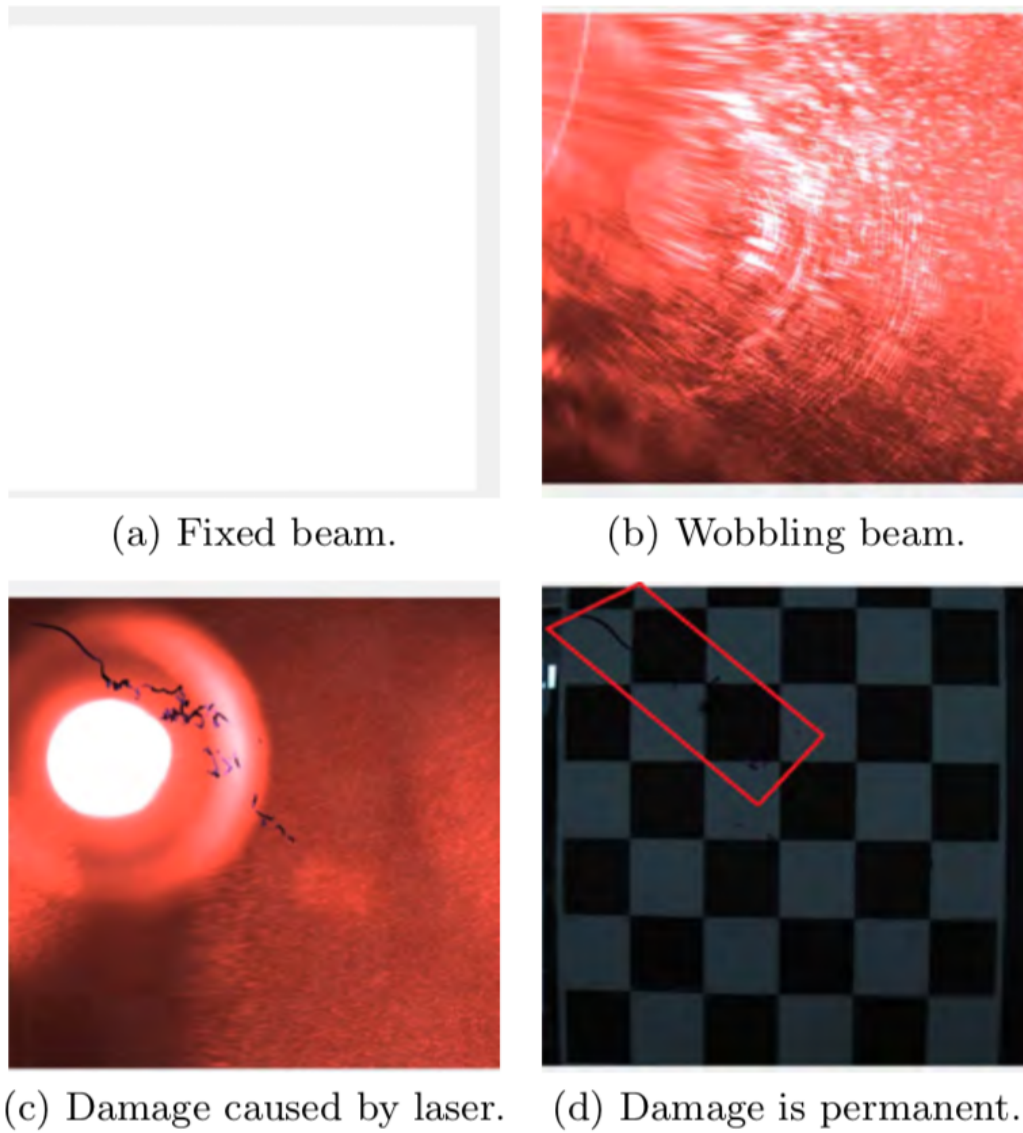 (a) Fixed beam.
(b) Wobbling beam.
(c) Damage caused by laser.
(d) Damage is permanent.